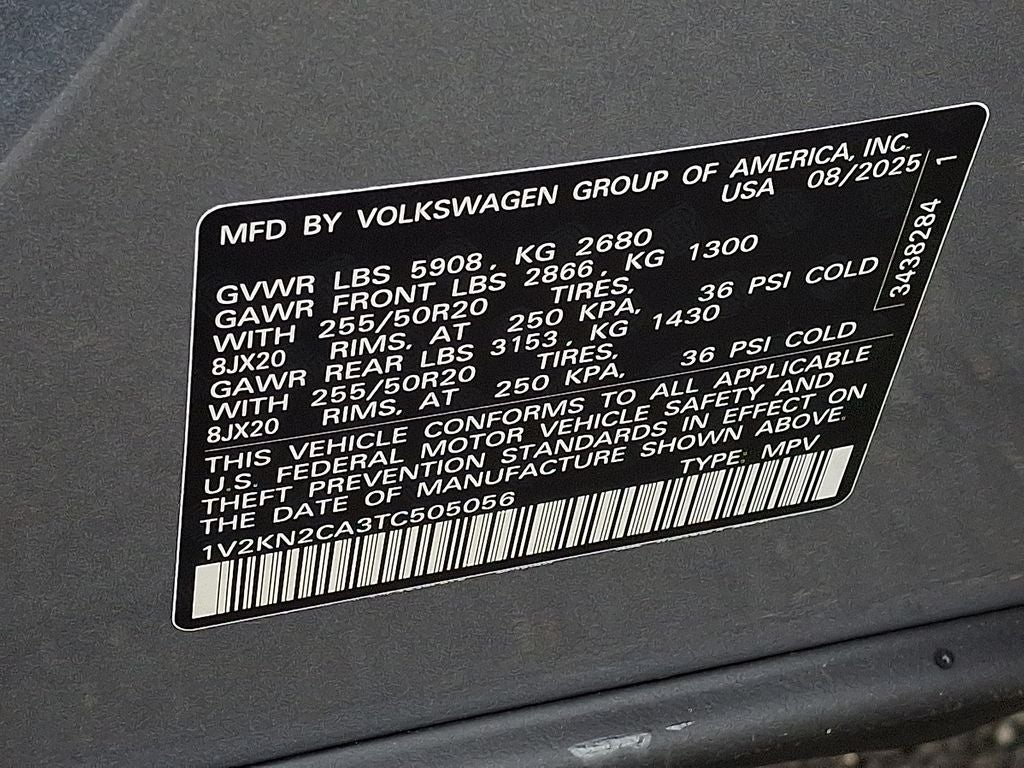 MFD BY VOLKSWAGEN GROUP OF AMERICA, INC.
USA 08/2025
GVWR LBS 5908, KG 2680
GAWR FRONT LBS 2866, KG 1300
WITH 255/50R20 TIRES,
8JX20 RIMS, AT 250 KPA, 36 PSI COLD
GAWR REAR LBS 3153, KG 1430
WITH 255/50R20 TIRES,
8JX20 RIMS, AT 250 KPA, 36 PSI COLD
THIS VEHICLE CONFORMS TO ALL APPLICABLE
U.S. FEDERAL MOTOR VEHICLE SAFETY AND
THEFT PREVENTION STANDARDS IN EFFECT ON
THE DATE OF MANUFACTURE SHOWN ABOVE.
1V2KN2CA3TC505056 TYPE: MPV
3438284 1